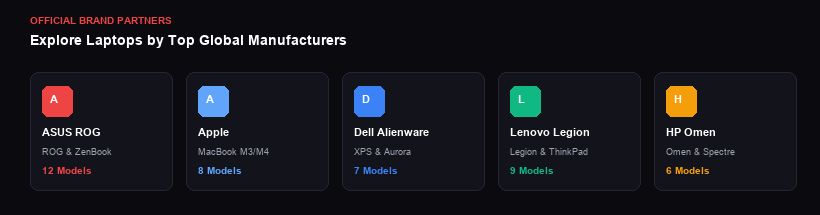 OFFICIAL BRAND PARTNERS
Explore Laptops by Top Global Manufacturers
A
ASUS ROG
ROG & ZenBook
12 Models
A
Apple
MacBook M3/M4
8 Models
D
Dell Alienware
XPS & Aurora
7 Models
L
Lenovo Legion
Legion & ThinkPad
9 Models
H
HP Omen
Omen & Spectre
6 Models